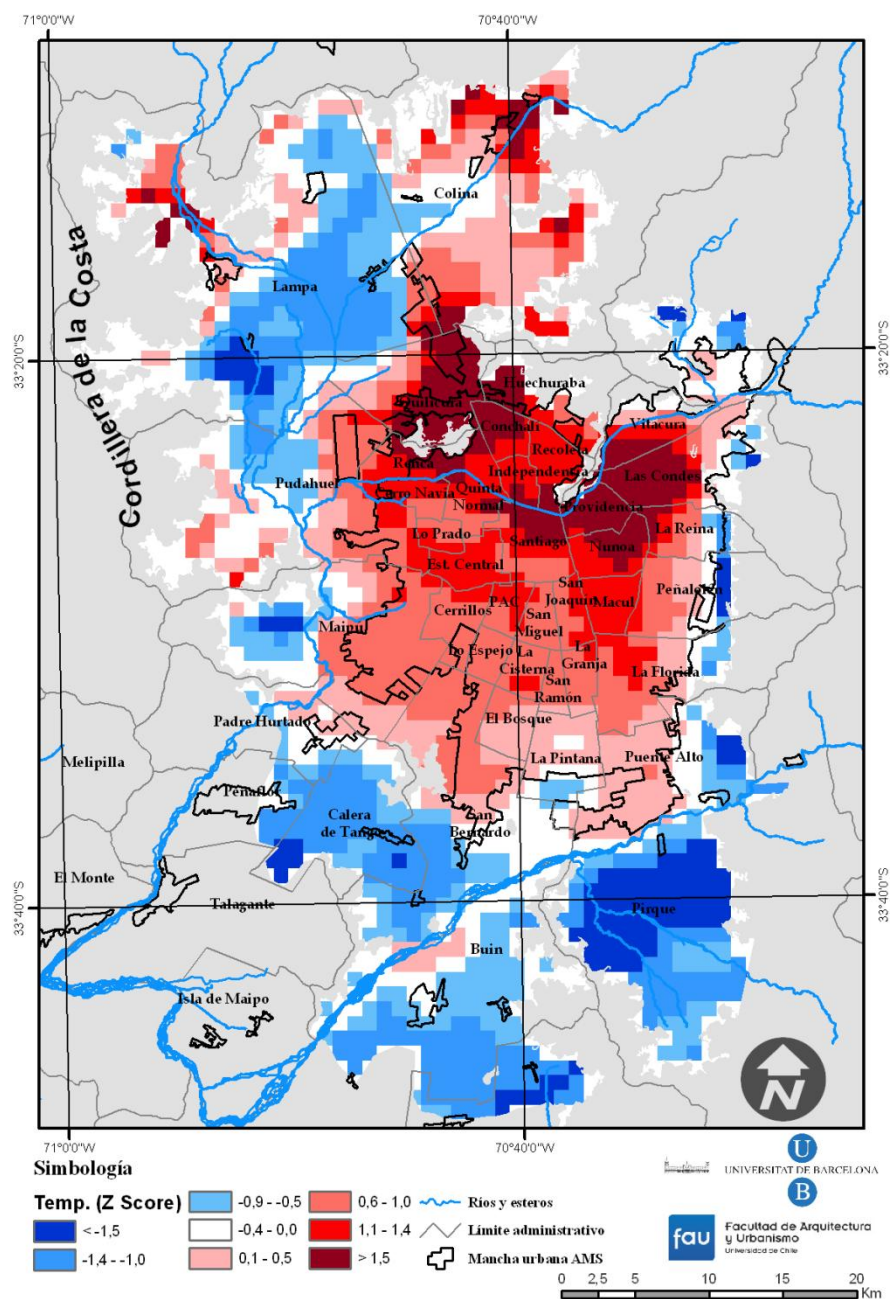 71°0'0"W
70°40'0"W
Colina
Cordillera de la Costa
Lampa
33°20'0"S
33°20'0"S
Huechuraba
Quilicura
Conchalí
Vitacura
Recoleta
Renca
Independencia
Las Condes
Pudahuel
Cerro Navia
Quinta
Normal
Providencia
La Reina
Lo Prado
Santiago
Ñuñoa
Est. Central
San
Joaquín
Peñalolén
PAC
Macul
Cerrillos
San
Miguel
Maipú
Lo Espejo
La
Cisterna
La
Granja
La Florida
San
Ramón
Padre Hurtado
El Bosque
Melipilla
La Pintana
Puente Alto
Peñaflor
Calera
de Tango
San
Bernardo
El Monte
33°40'0"S
33°40'0"S
Talagante
Pirque
Buin
Isla de Maipo
N
71°0'0"W
70°40'0"W
Simbología
Temp. (Z Score)
< -1,5
-1,4 - -1,0
-0,9 - -0,5
-0,4 - 0,0
0,1 - 0,5
0,6 - 1,0
1,1 - 1,4
> 1,5
Ríos y esteros
Límite administrativo
Mancha urbana AMS
U
UNIVERSITAT DE BARCELONA
B
fau
Facultad de Arquitectura
y Urbanismo
Universidad de Chile
0 2,5 5 10 15 20
Km